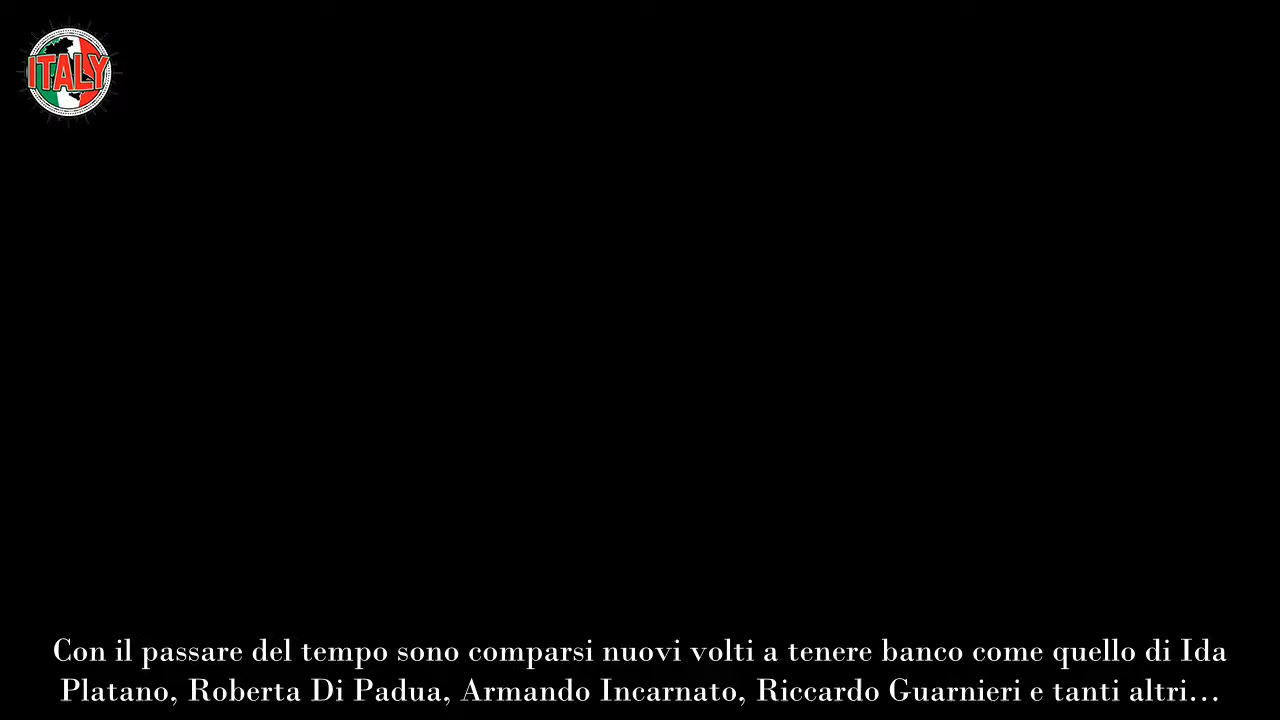 ITALY
Con il passare del tempo sono comparsi nuovi volti a tenere banco come quello di Ida
Platano, Roberta Di Padua, Armando Incarnato, Riccardo Guarnieri e tanti altri...